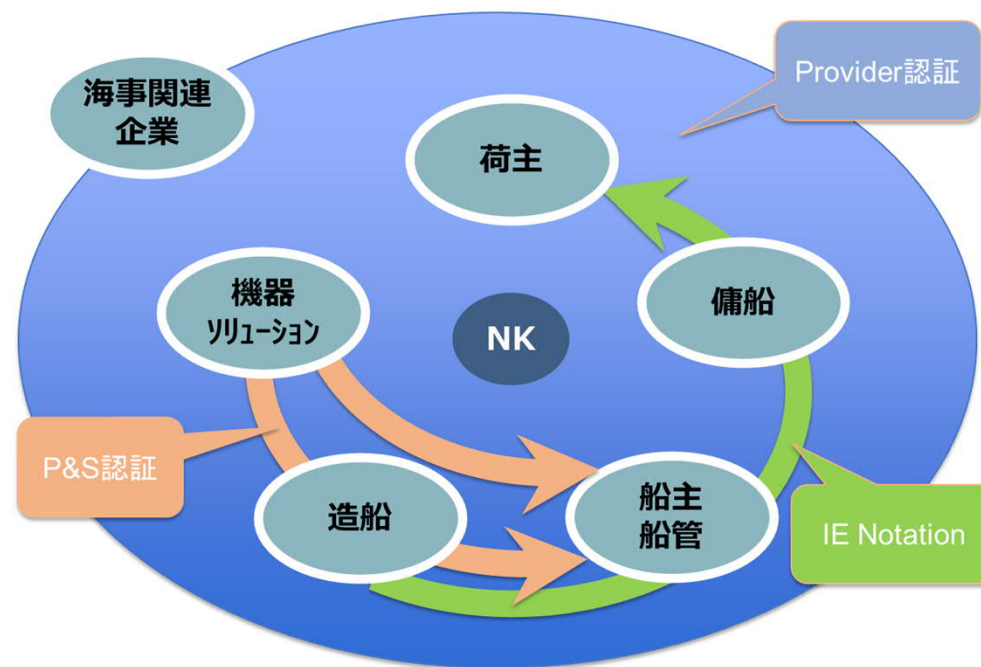 海事関連
企業
Provider認証
荷主
機器
ｿﾘｭｰｼｮﾝ
NK
傭船
P&S認証
造船
船主
船管
IE Notation